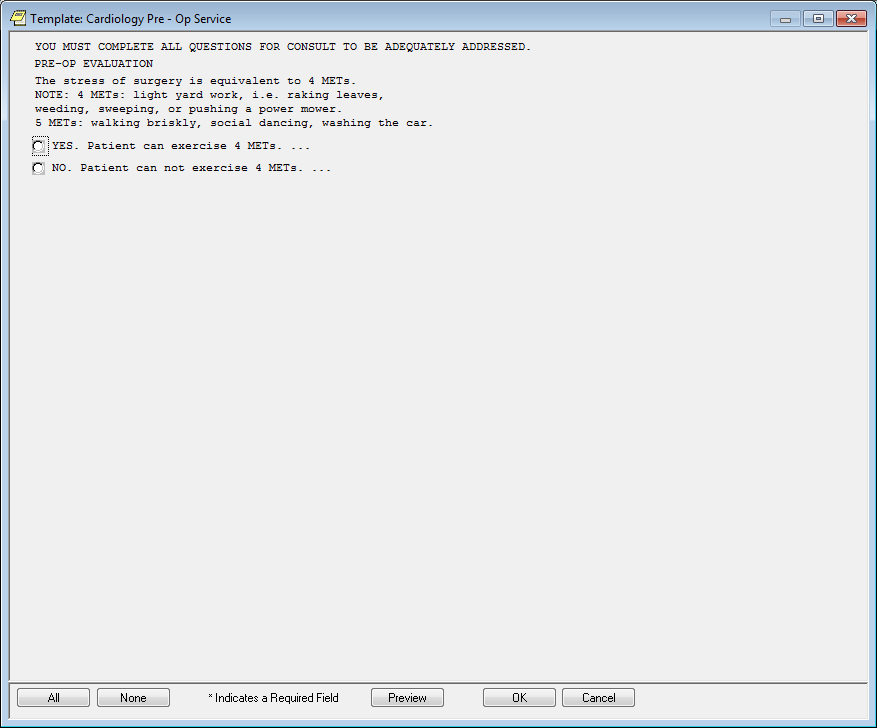 Template: Cardiology Pre - Op Service
YOU MUST COMPLETE ALL QUESTIONS FOR CONSULT TO BE ADEQUATELY ADDRESSED.
PRE-OP EVALUATION
The stress of surgery is equivalent to 4 METs.
NOTE: 4 METs: light yard work, i.e. raking leaves,
weeding, sweeping, or pushing a power mower.
5 METs: walking briskly, social dancing, washing the car.
YES. Patient can exercise 4 METs. ...
NO. Patient can not exercise 4 METs. ...
All None * Indicates a Required Field Preview OK Cancel